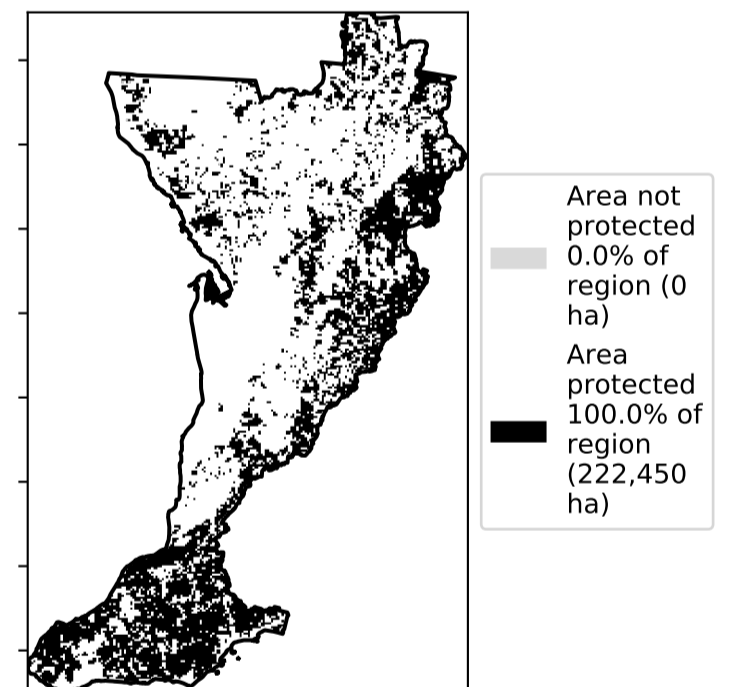 Area not
protected
0.0% of
region (0
ha)
Area
protected
100.0% of
region
(222,450
ha)